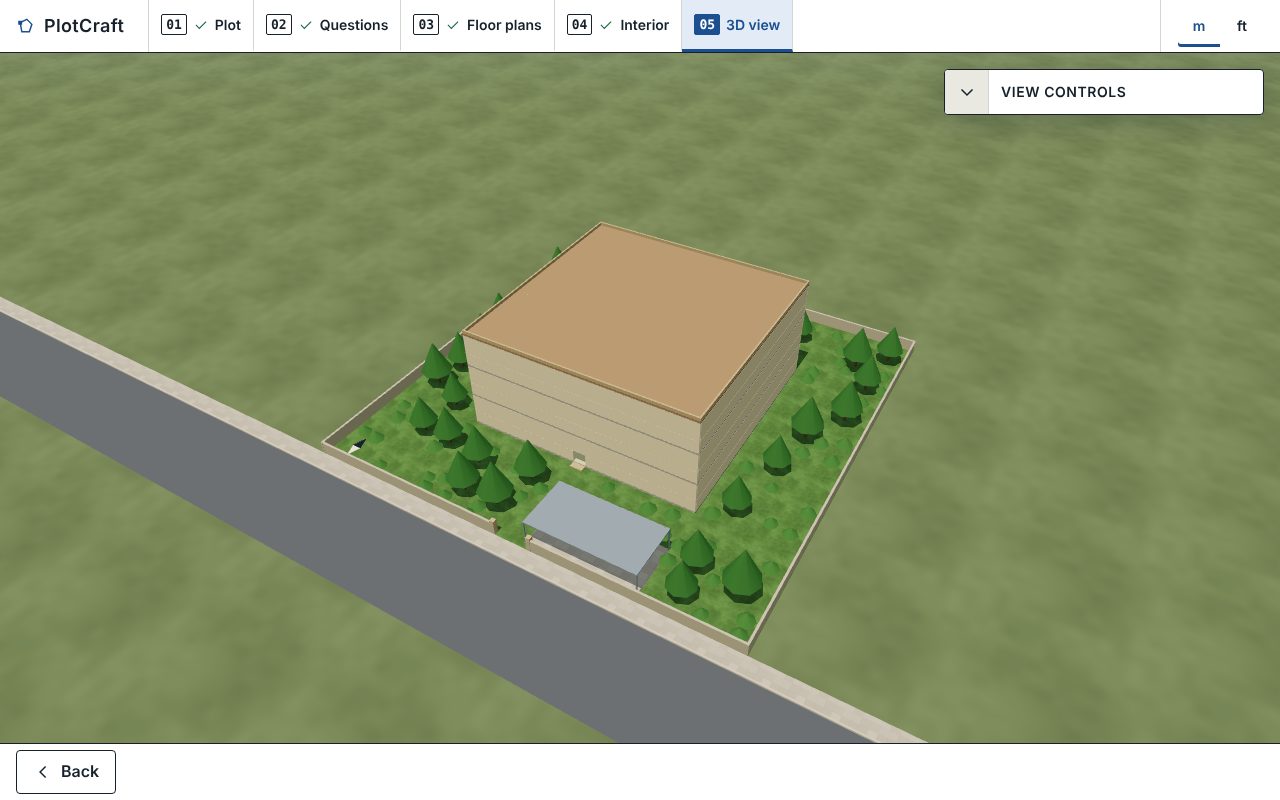 PlotCraft
01 Plot
02 Questions
03 Floor plans
04 Interior
05 3D view
m
ft
VIEW CONTROLS
Back